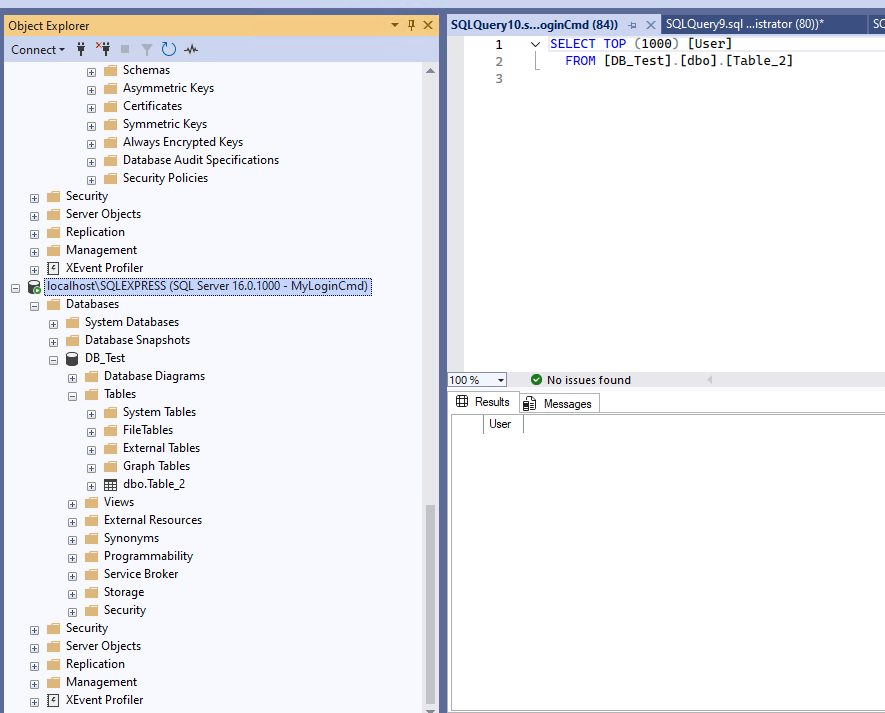 Object Explorer
Connect
Schemas
Asymmetric Keys
Certificates
Symmetric Keys
Always Encrypted Keys
Database Audit Specifications
Security Policies
Security
Server Objects
Replication
Management
XEvent Profiler
localhost\SQLEXPRESS (SQL Server 16.0.1000 - MyLoginCmd)
Databases
System Databases
Database Snapshots
DB_Test
Database Diagrams
Tables
System Tables
FileTables
External Tables
Graph Tables
dbo.Table_2
Views
External Resources
Synonyms
Programmability
Service Broker
Storage
Security
Security
Server Objects
Replication
Management
XEvent Profiler
SQLQuery10.s...oginCmd (84)) SQLQuery9.sql ...istrator (80))* SC
1 SELECT TOP (1000) [User]
2 FROM [DB_Test].[dbo].[Table_2]
3
100 % No issues found
Results Messages
User